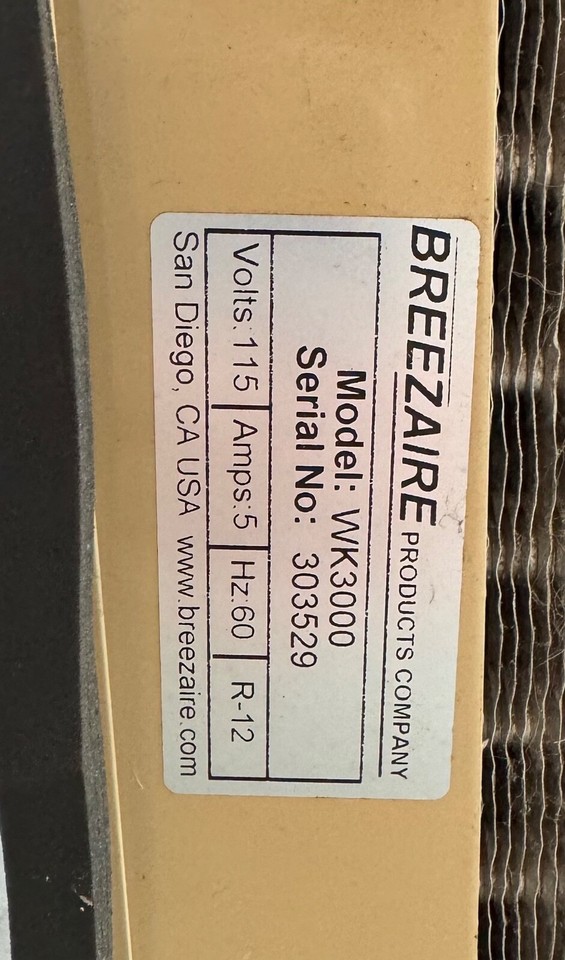 BREEZAIRE PRODUCTS COMPANY
Model: WK3000
Serial No: 303529
Volts:115 Amps:5 Hz:60 R-12
San Diego, CA USA www.breezaire.com